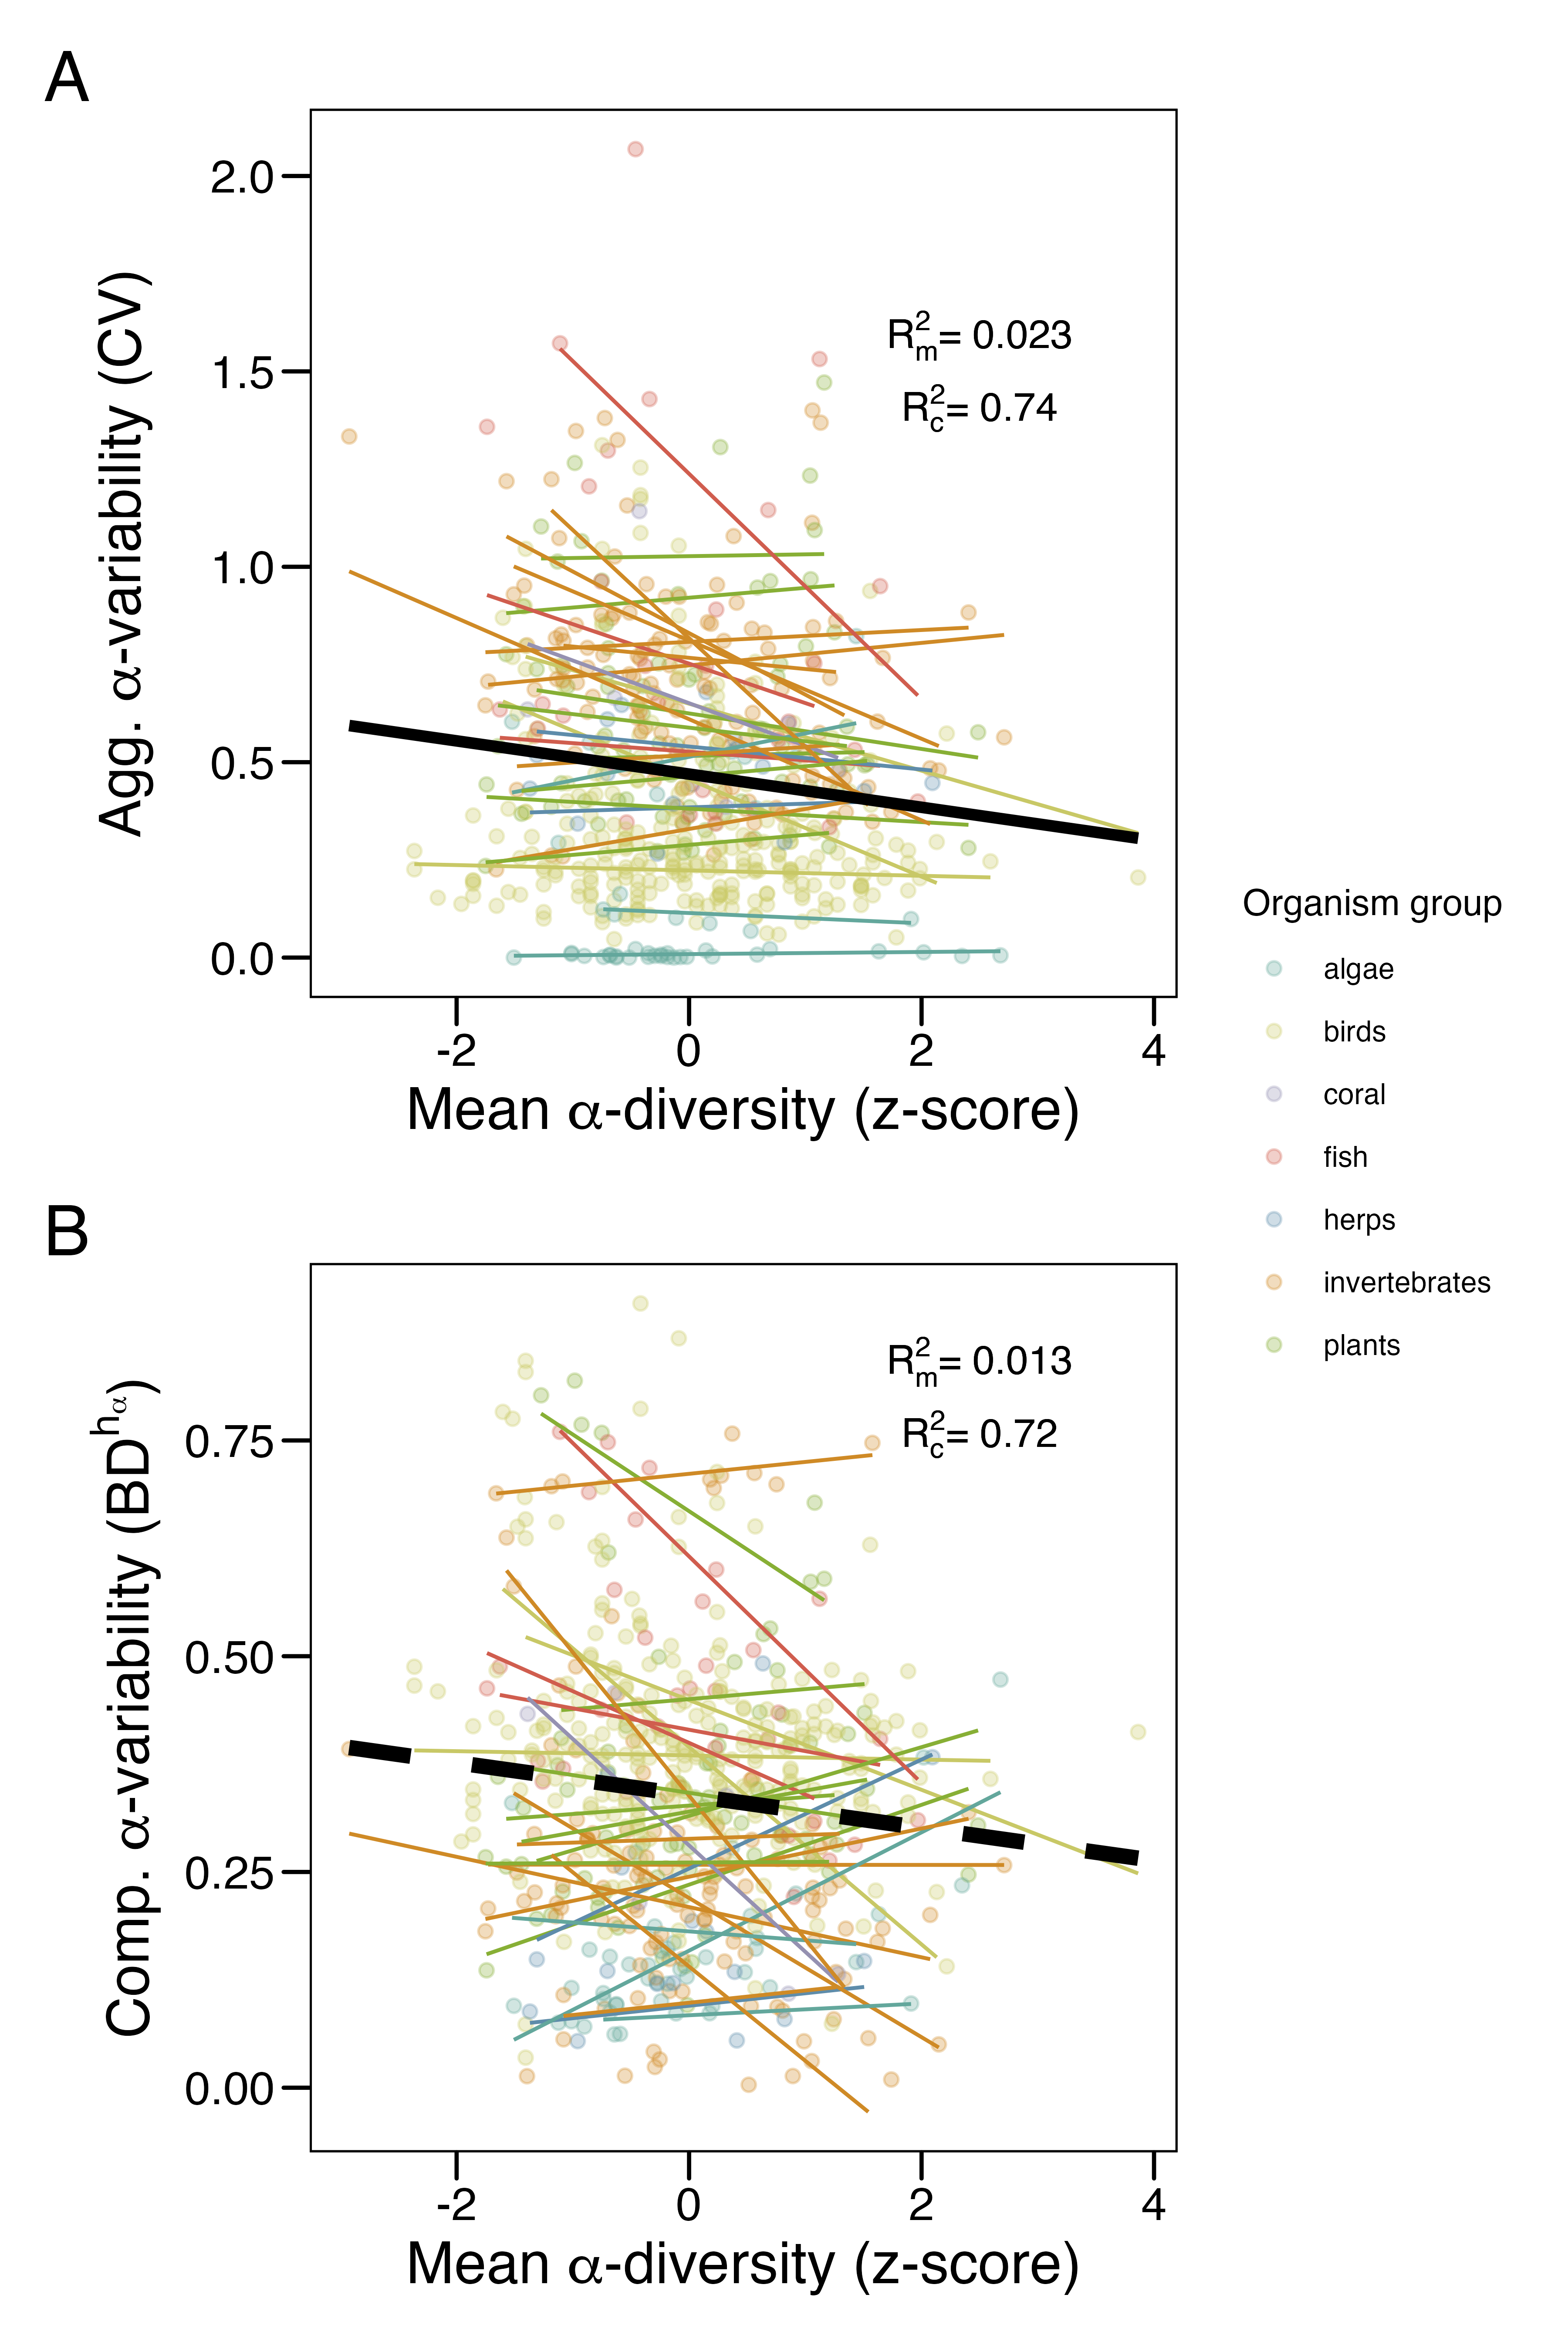 A
2.0
1.5
1.0
0.5
0.0
Agg. α-variability (CV)
R²m = 0.023
R²c = 0.74
-2 0 2 4
Mean α-diversity (z-score)
Organism group
algae
birds
coral
fish
herps
invertebrates
plants
B
0.75
0.50
0.25
0.00
Comp. α-variability (BD^hα)
R²m = 0.013
R²c = 0.72
-2 0 2 4
Mean α-diversity (z-score)